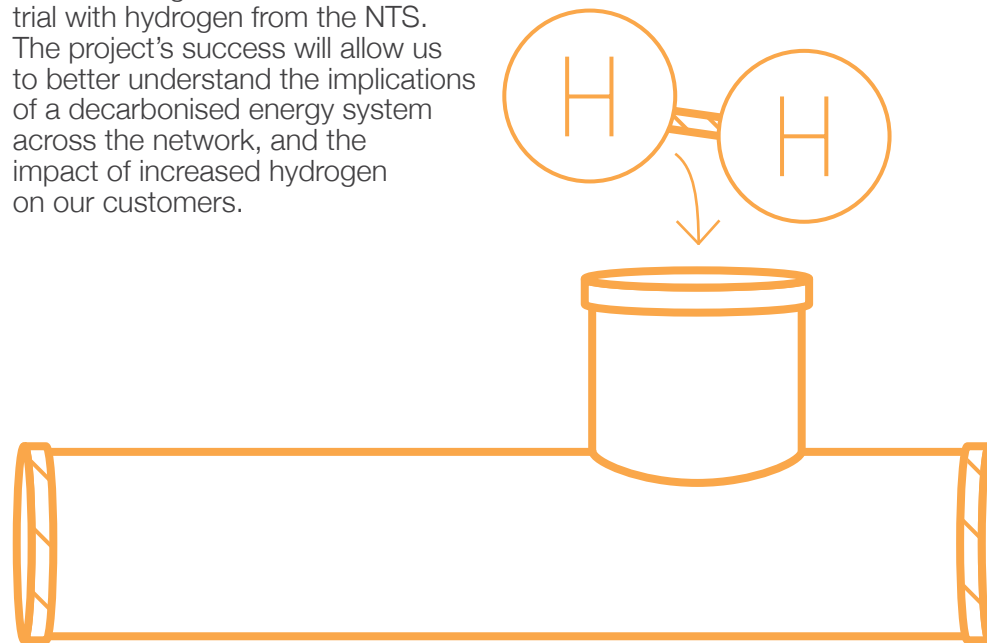 trial with hydrogen from the NTS.
The project’s success will allow us
to better understand the implications
of a decarbonised energy system
across the network, and the
impact of increased hydrogen
on our customers.
H
H